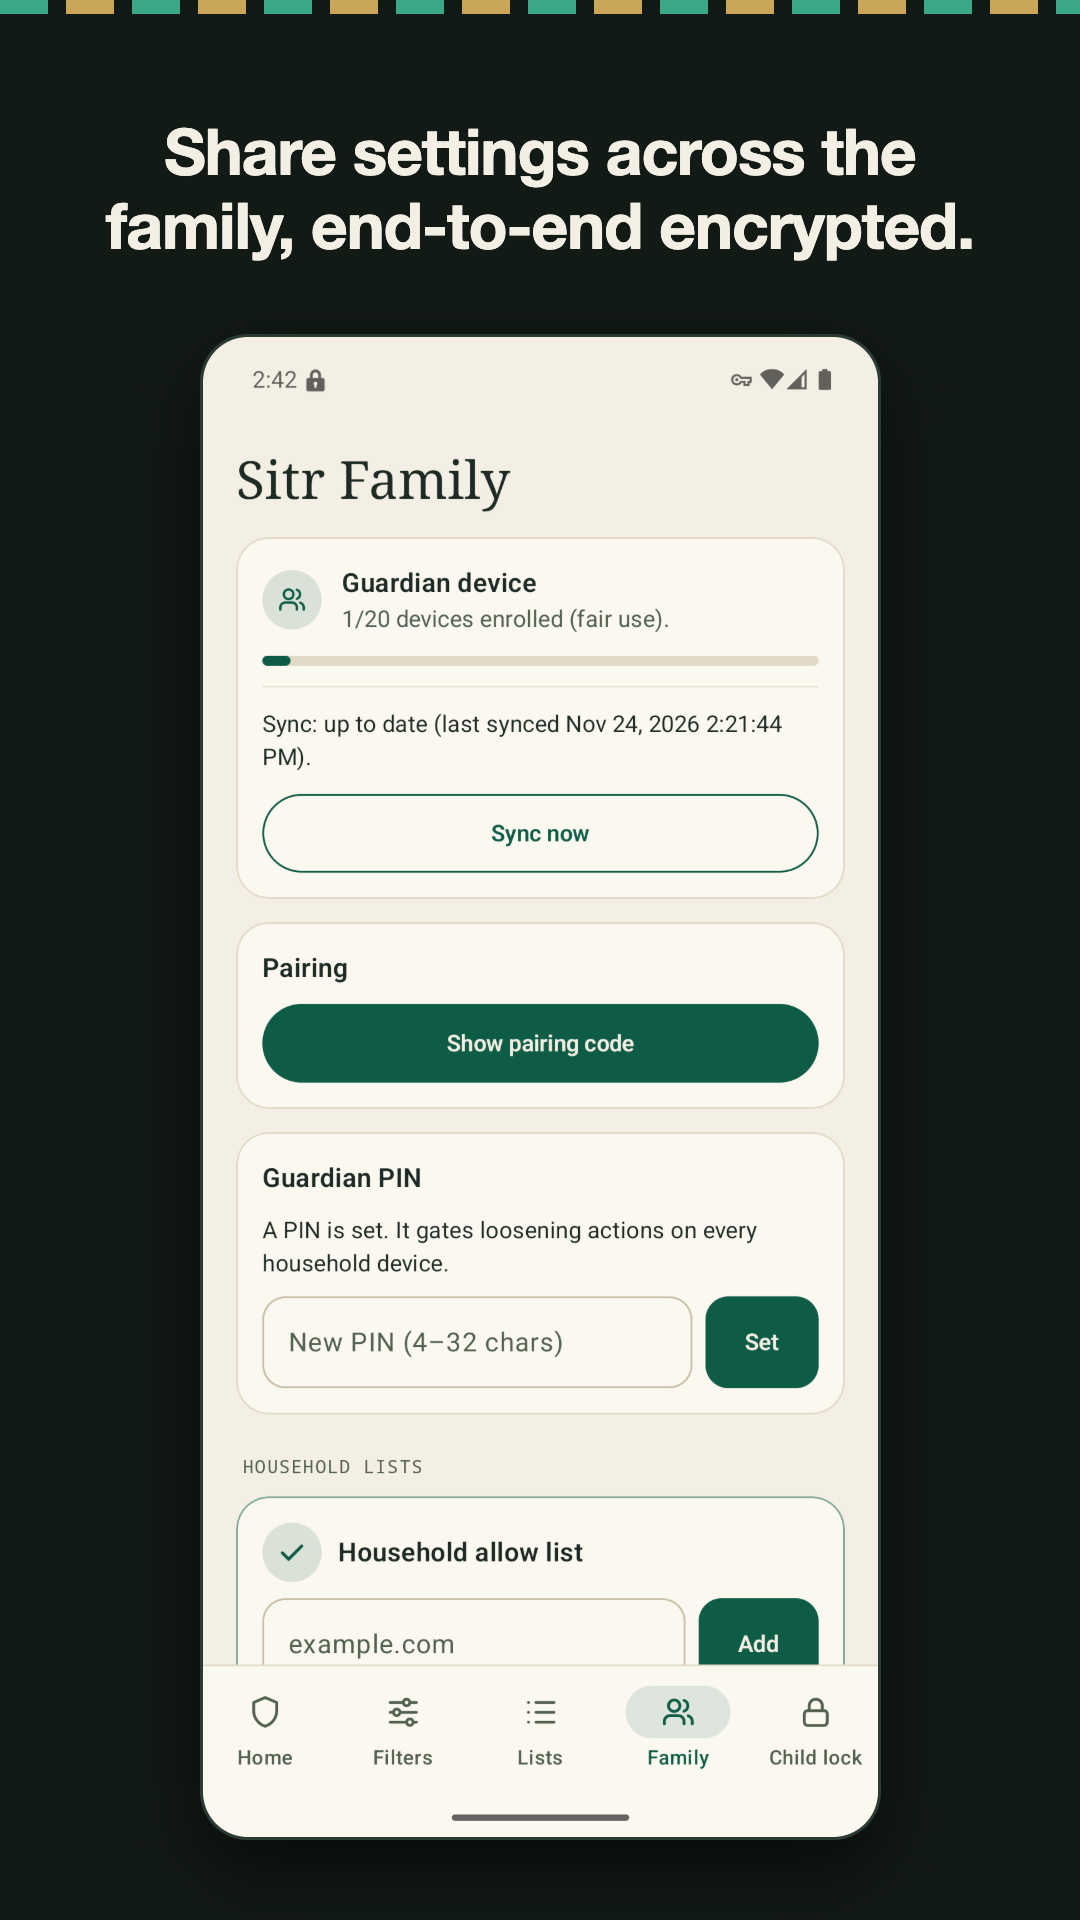 Share settings across the
family, end-to-end encrypted.
2:42
Sitr Family
Guardian device
1/20 devices enrolled (fair use).
Sync: up to date (last synced Nov 24, 2026 2:21:44
PM).
Sync now
Pairing
Show pairing code
Guardian PIN
A PIN is set. It gates loosening actions on every
household device.
New PIN (4–32 chars)
Set
HOUSEHOLD LISTS
Household allow list
example.com
Add
Home
Filters
Lists
Family
Child lock